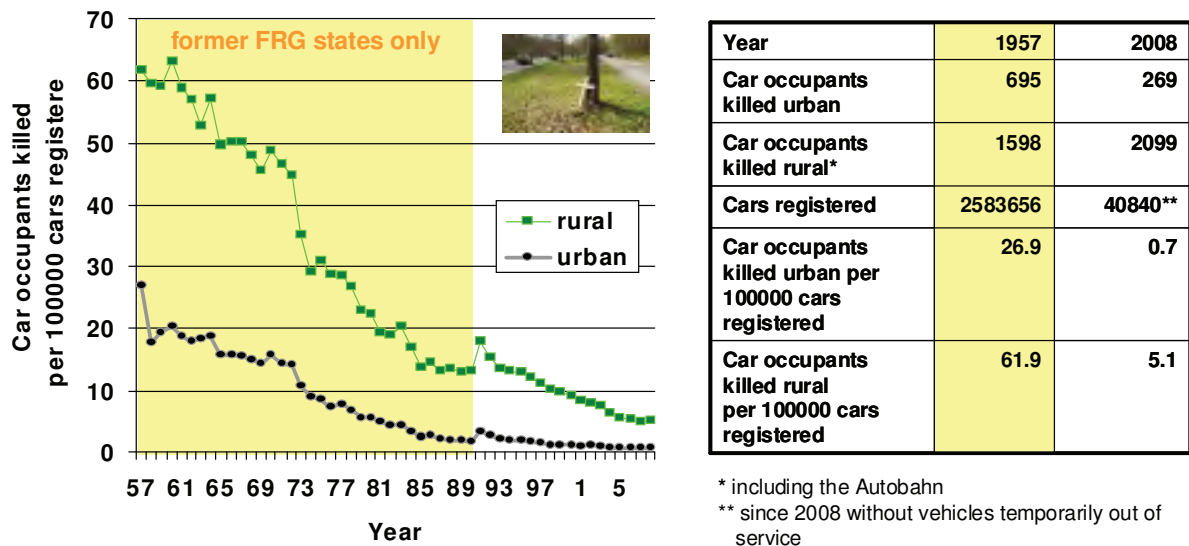 70
60
50
40
30
20
10
0
Car occupants killed
per 100000 cars registere
former FRG states only
rural
urban
57 61 65 69 73 77 81 85 89 93 97 1 5
Year
Year 1957 2008
Car occupants
killed urban 695 269
Car occupants
killed rural* 1598 2099
Cars registered 2583656 40840**
Car occupants
killed urban per
100000 cars
registered 26.9 0.7
Car occupants
killed rural
per 100000 cars
registered 61.9 5.1
* including the Autobahn
** since 2008 without vehicles temporarily out of
service